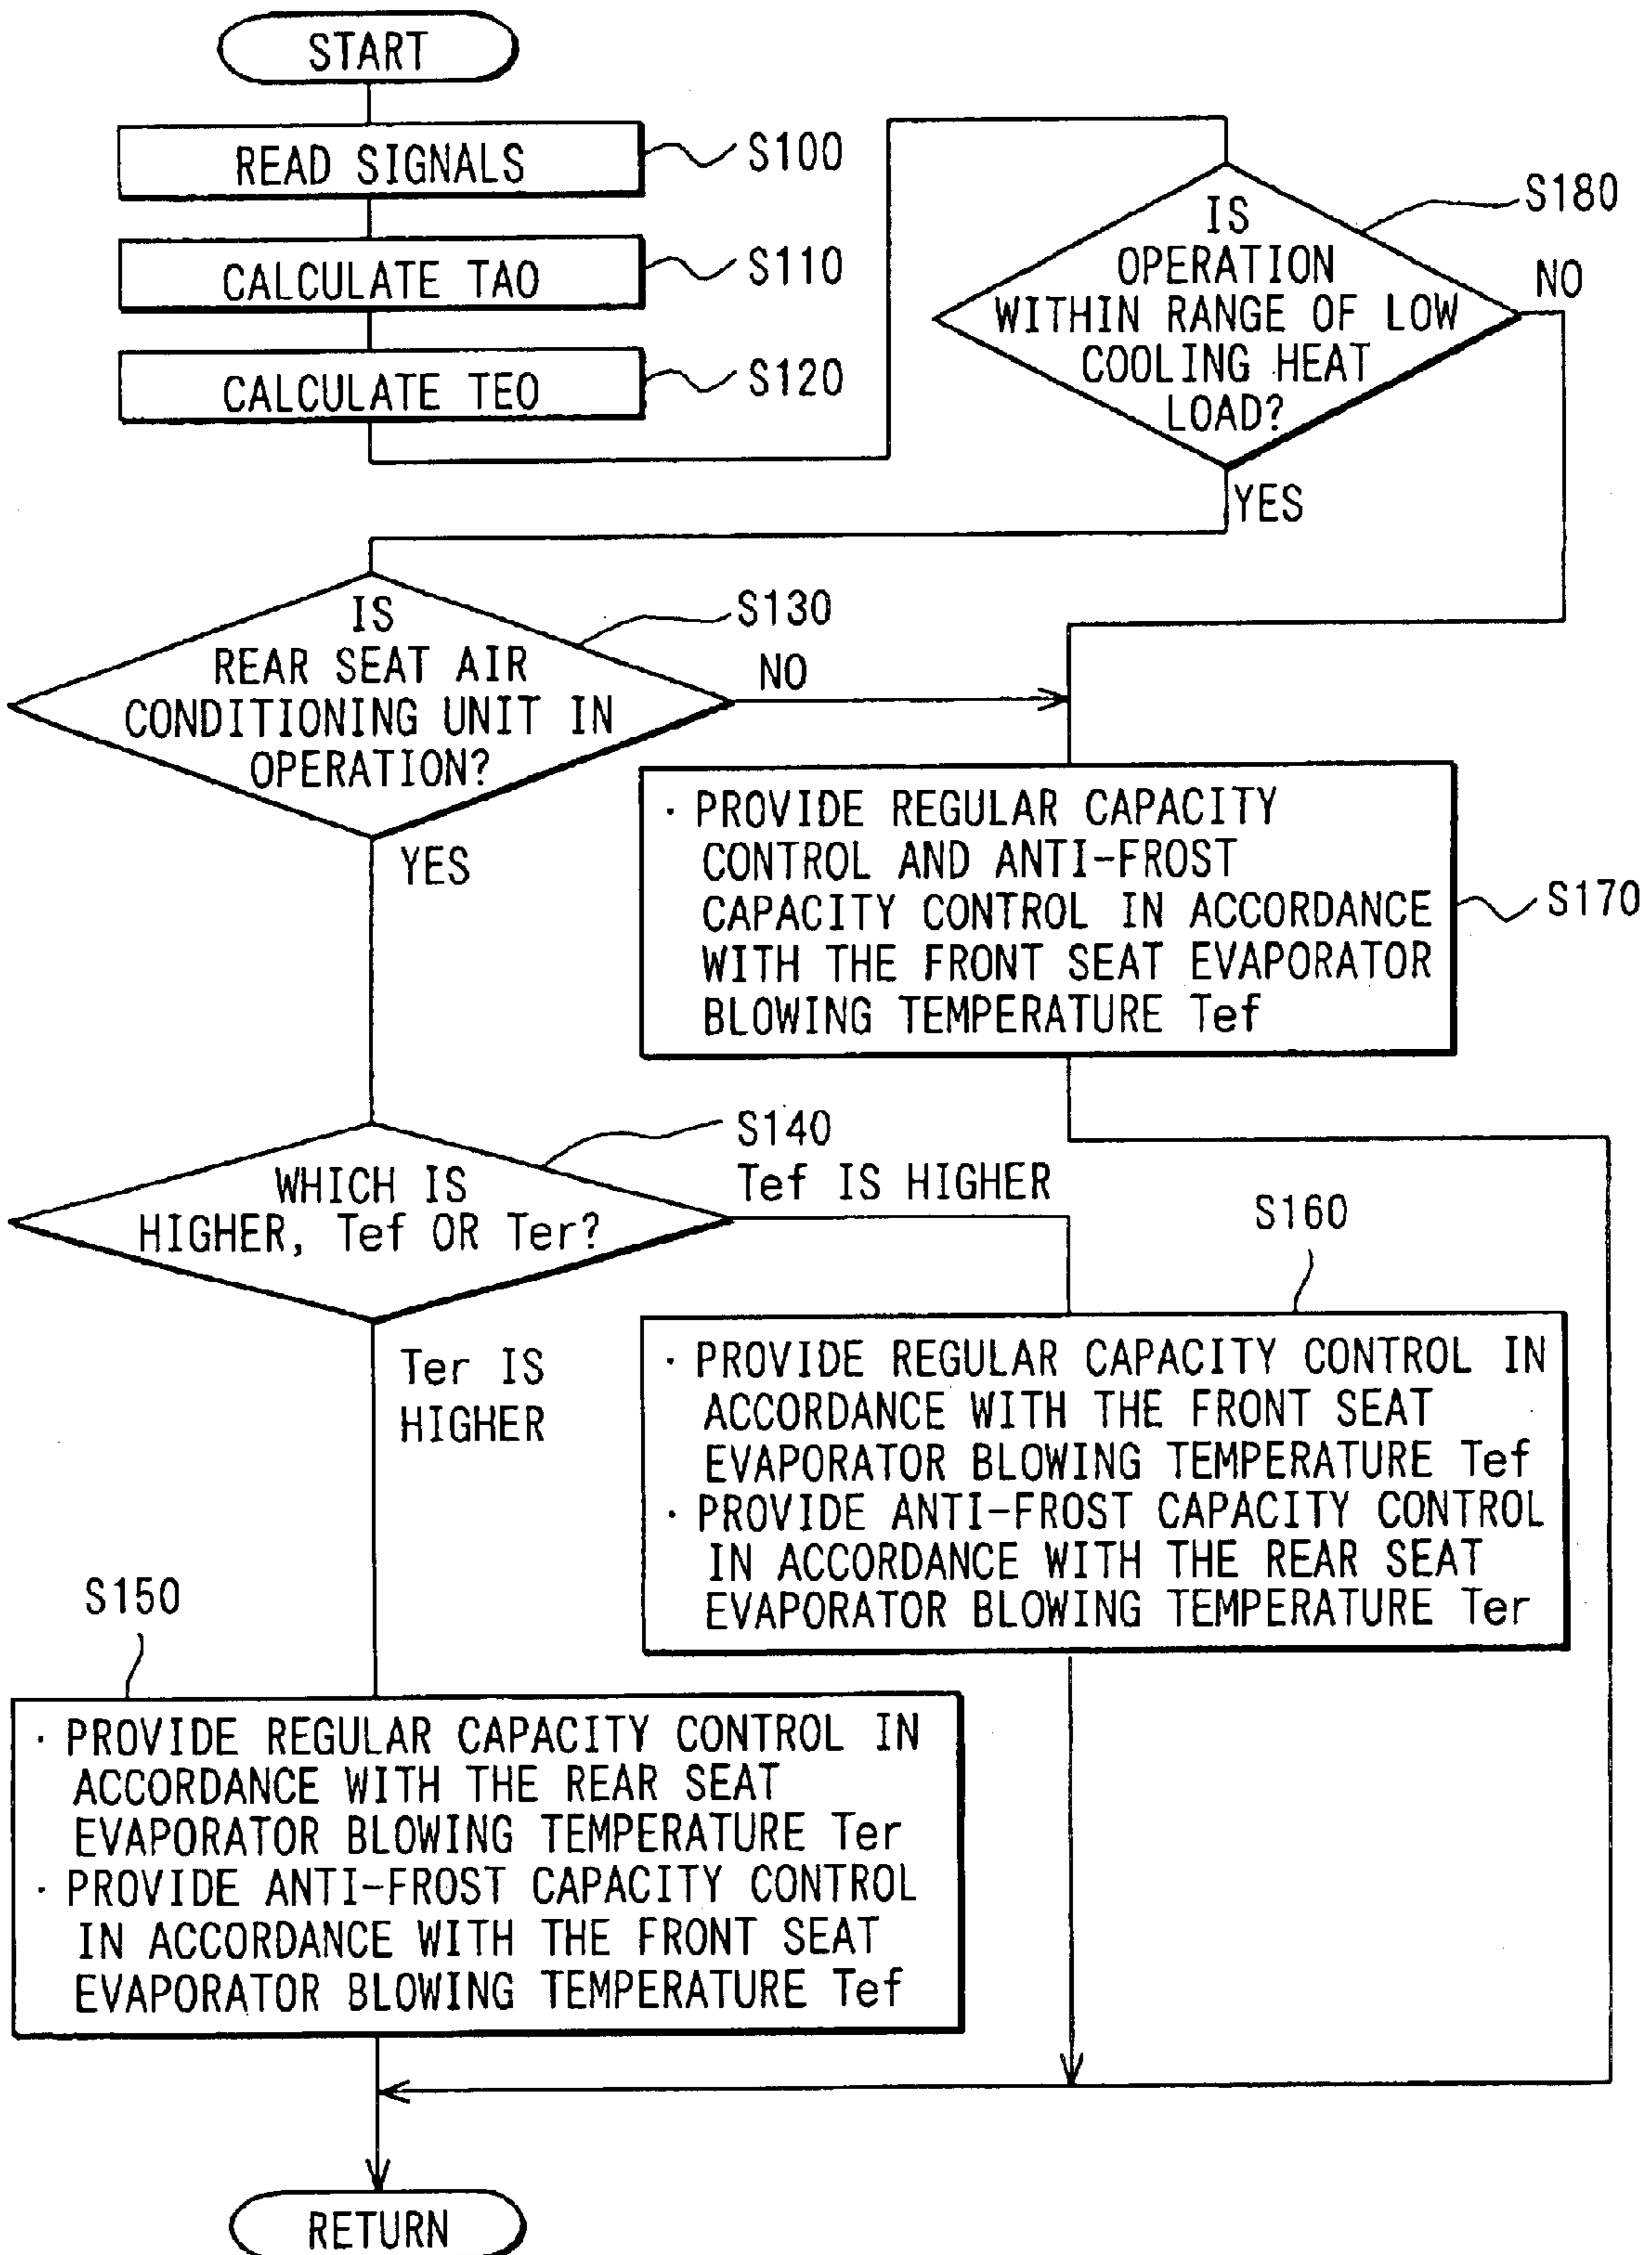 START
READ SIGNALS
S100
CALCULATE TAO
S110
CALCULATE TEO
S120
IS
OPERATION
WITHIN RANGE OF LOW
COOLING HEAT
LOAD?
S180
NO
YES
IS
REAR SEAT AIR
CONDITIONING UNIT IN
OPERATION?
S130
NO
YES
· PROVIDE REGULAR CAPACITY
CONTROL AND ANTI-FROST
CAPACITY CONTROL IN ACCORDANCE
WITH THE FRONT SEAT EVAPORATOR
BLOWING TEMPERATURE Tef
S170
WHICH IS
HIGHER, Tef OR Ter?
S140
Tef IS HIGHER
Ter IS
HIGHER
S160
· PROVIDE REGULAR CAPACITY CONTROL IN
ACCORDANCE WITH THE FRONT SEAT
EVAPORATOR BLOWING TEMPERATURE Tef
· PROVIDE ANTI-FROST CAPACITY CONTROL
IN ACCORDANCE WITH THE REAR SEAT
EVAPORATOR BLOWING TEMPERATURE Ter
S150
· PROVIDE REGULAR CAPACITY CONTROL IN
ACCORDANCE WITH THE REAR SEAT
EVAPORATOR BLOWING TEMPERATURE Ter
· PROVIDE ANTI-FROST CAPACITY CONTROL
IN ACCORDANCE WITH THE FRONT SEAT
EVAPORATOR BLOWING TEMPERATURE Tef
RETURN